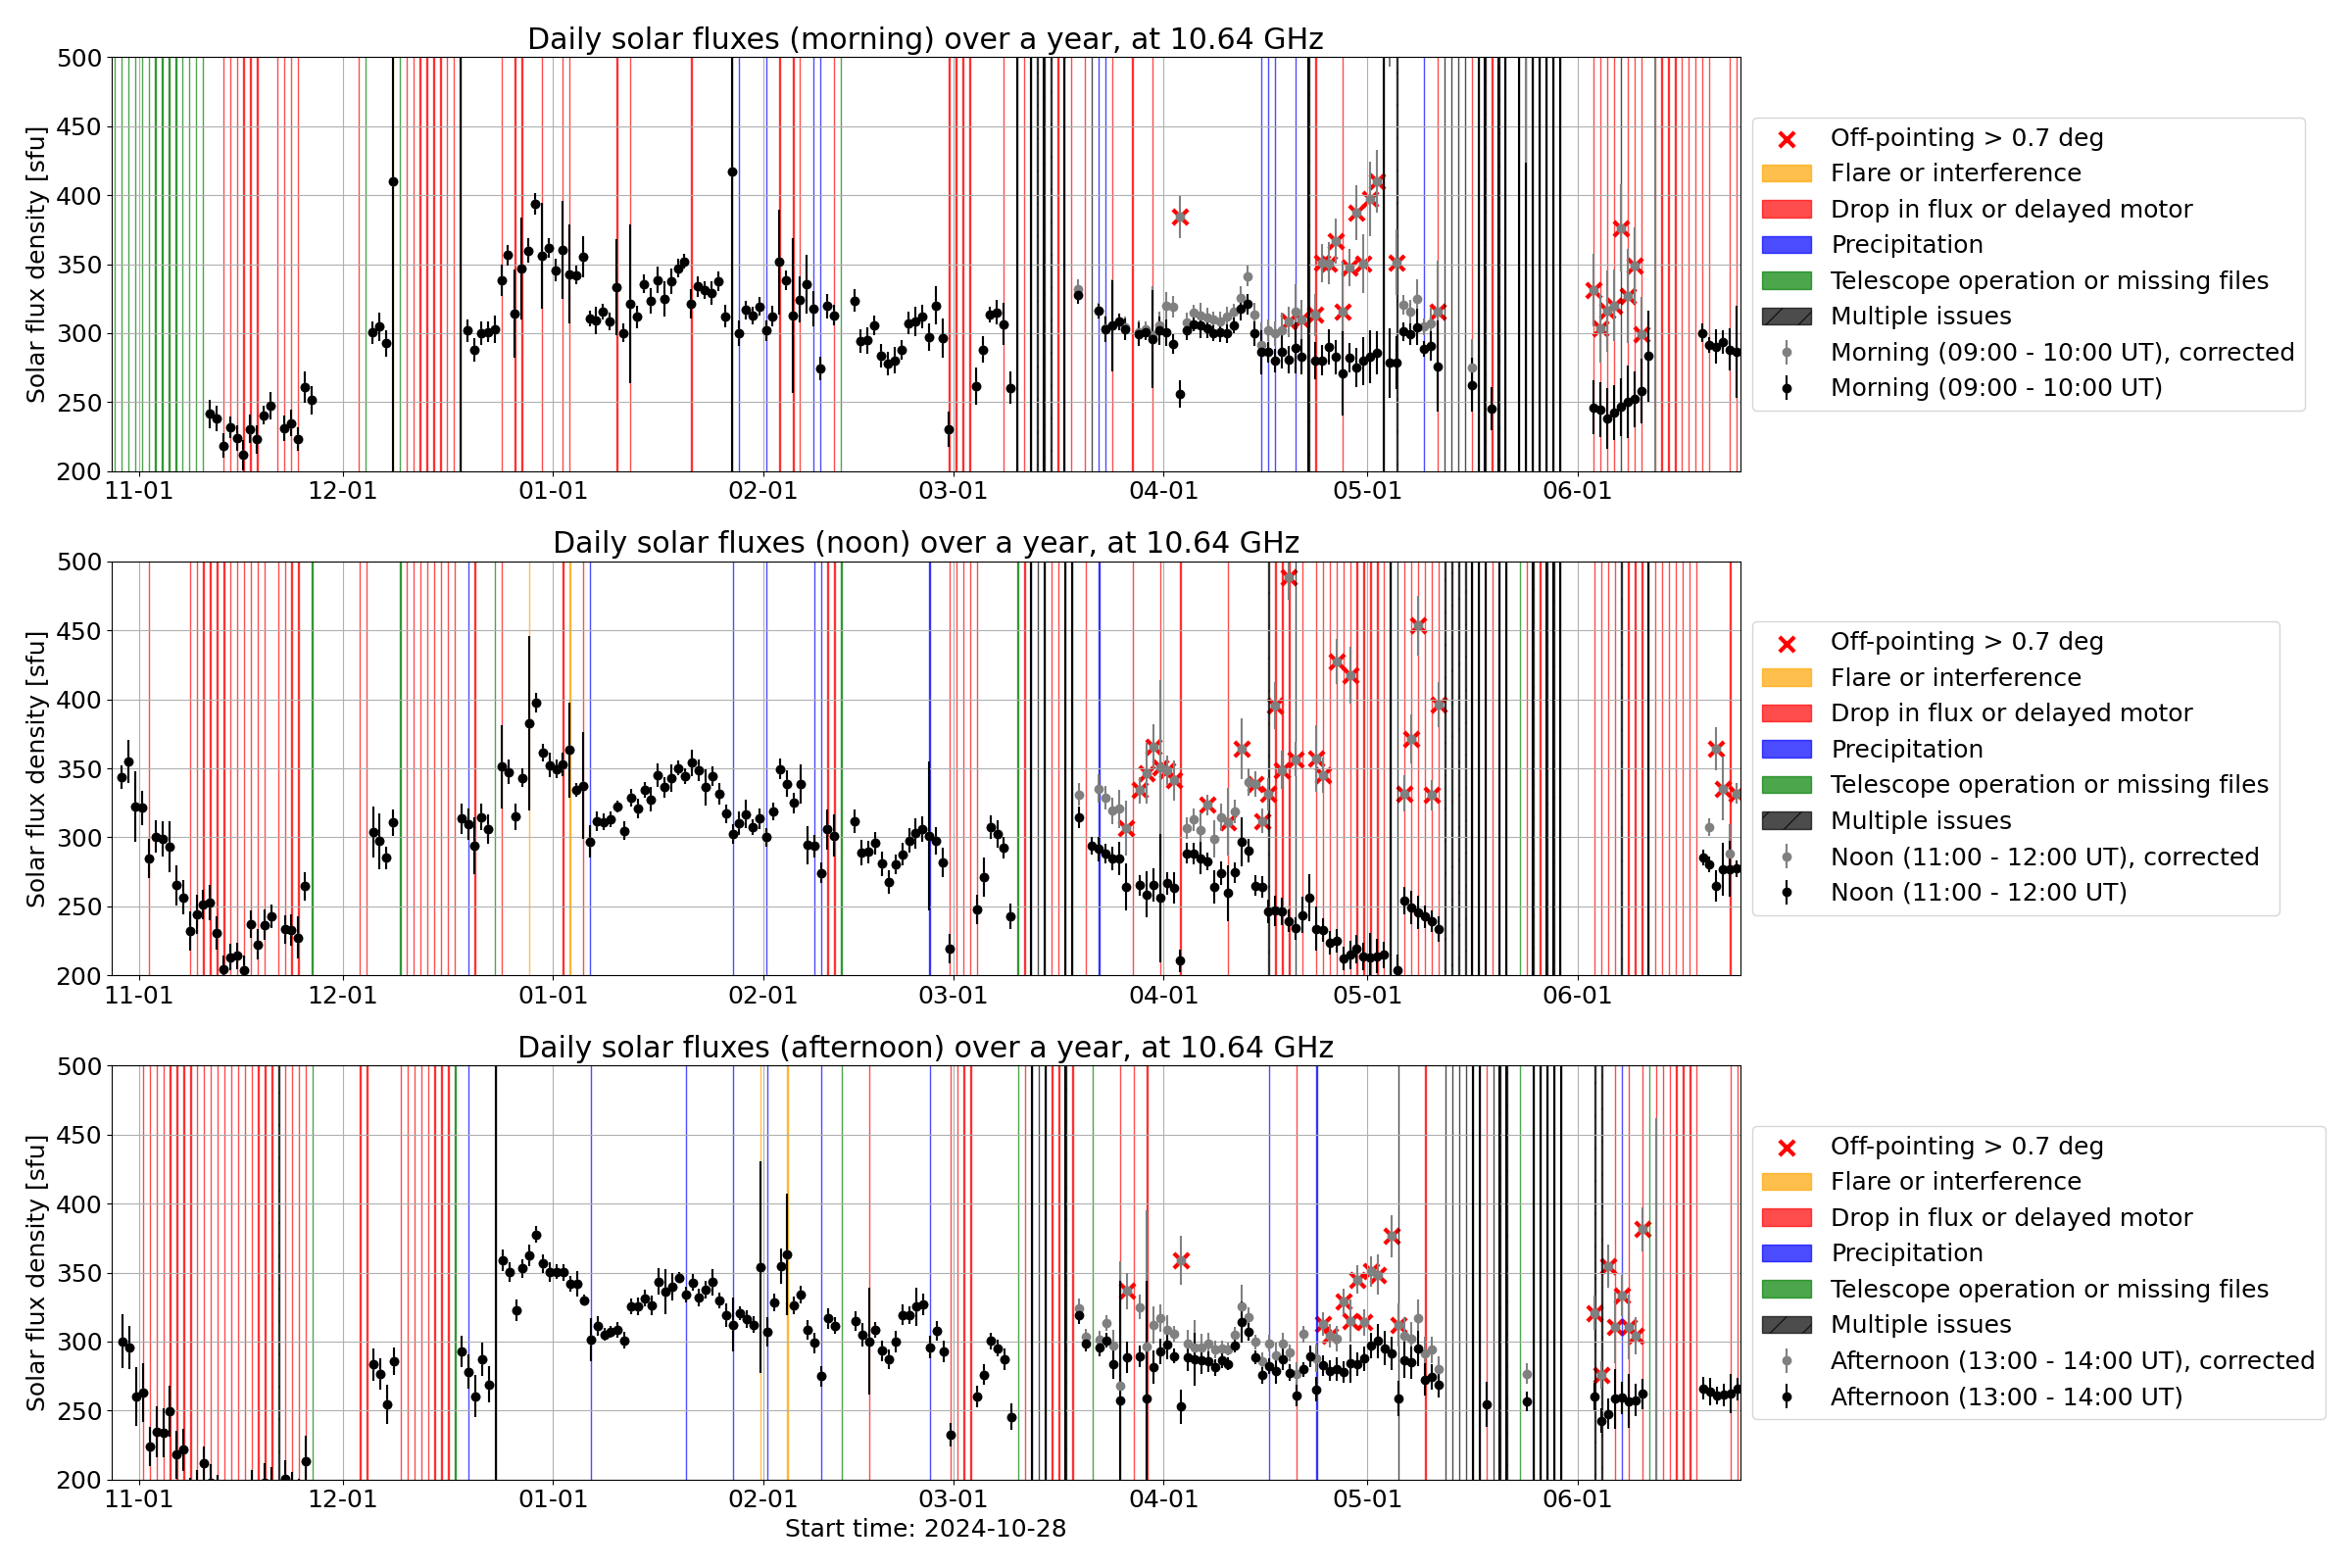 Daily solar fluxes (morning) over a year, at 10.64 GHz
500
450
400
350
300
250
200
Solar flux density [sfu]
11-01 12-01 01-01 02-01 03-01 04-01 05-01 06-01
Off-pointing > 0.7 deg
Flare or interference
Drop in flux or delayed motor
Precipitation
Telescope operation or missing files
Multiple issues
Morning (09:00 - 10:00 UT), corrected
Morning (09:00 - 10:00 UT)
Daily solar fluxes (noon) over a year, at 10.64 GHz
500
450
400
350
300
250
200
Solar flux density [sfu]
11-01 12-01 01-01 02-01 03-01 04-01 05-01 06-01
Off-pointing > 0.7 deg
Flare or interference
Drop in flux or delayed motor
Precipitation
Telescope operation or missing files
Multiple issues
Noon (11:00 - 12:00 UT), corrected
Noon (11:00 - 12:00 UT)
Daily solar fluxes (afternoon) over a year, at 10.64 GHz
500
450
400
350
300
250
200
Solar flux density [sfu]
11-01 12-01 01-01 02-01 03-01 04-01 05-01 06-01
Start time: 2024-10-28
Off-pointing > 0.7 deg
Flare or interference
Drop in flux or delayed motor
Precipitation
Telescope operation or missing files
Multiple issues
Afternoon (13:00 - 14:00 UT), corrected
Afternoon (13:00 - 14:00 UT)